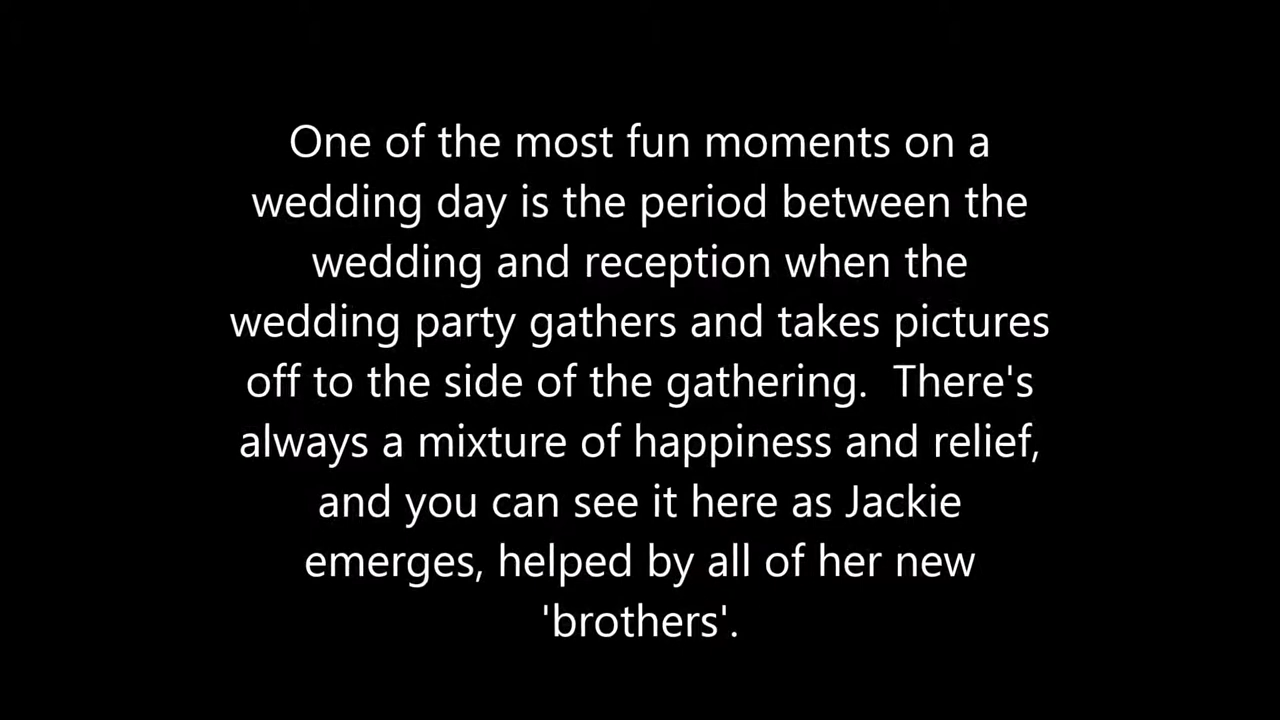 One of the most fun moments on a
wedding day is the period between the
wedding and reception when the
wedding party gathers and takes pictures
off to the side of the gathering.  There's
always a mixture of happiness and relief,
and you can see it here as Jackie
emerges, helped by all of her new
'brothers'.